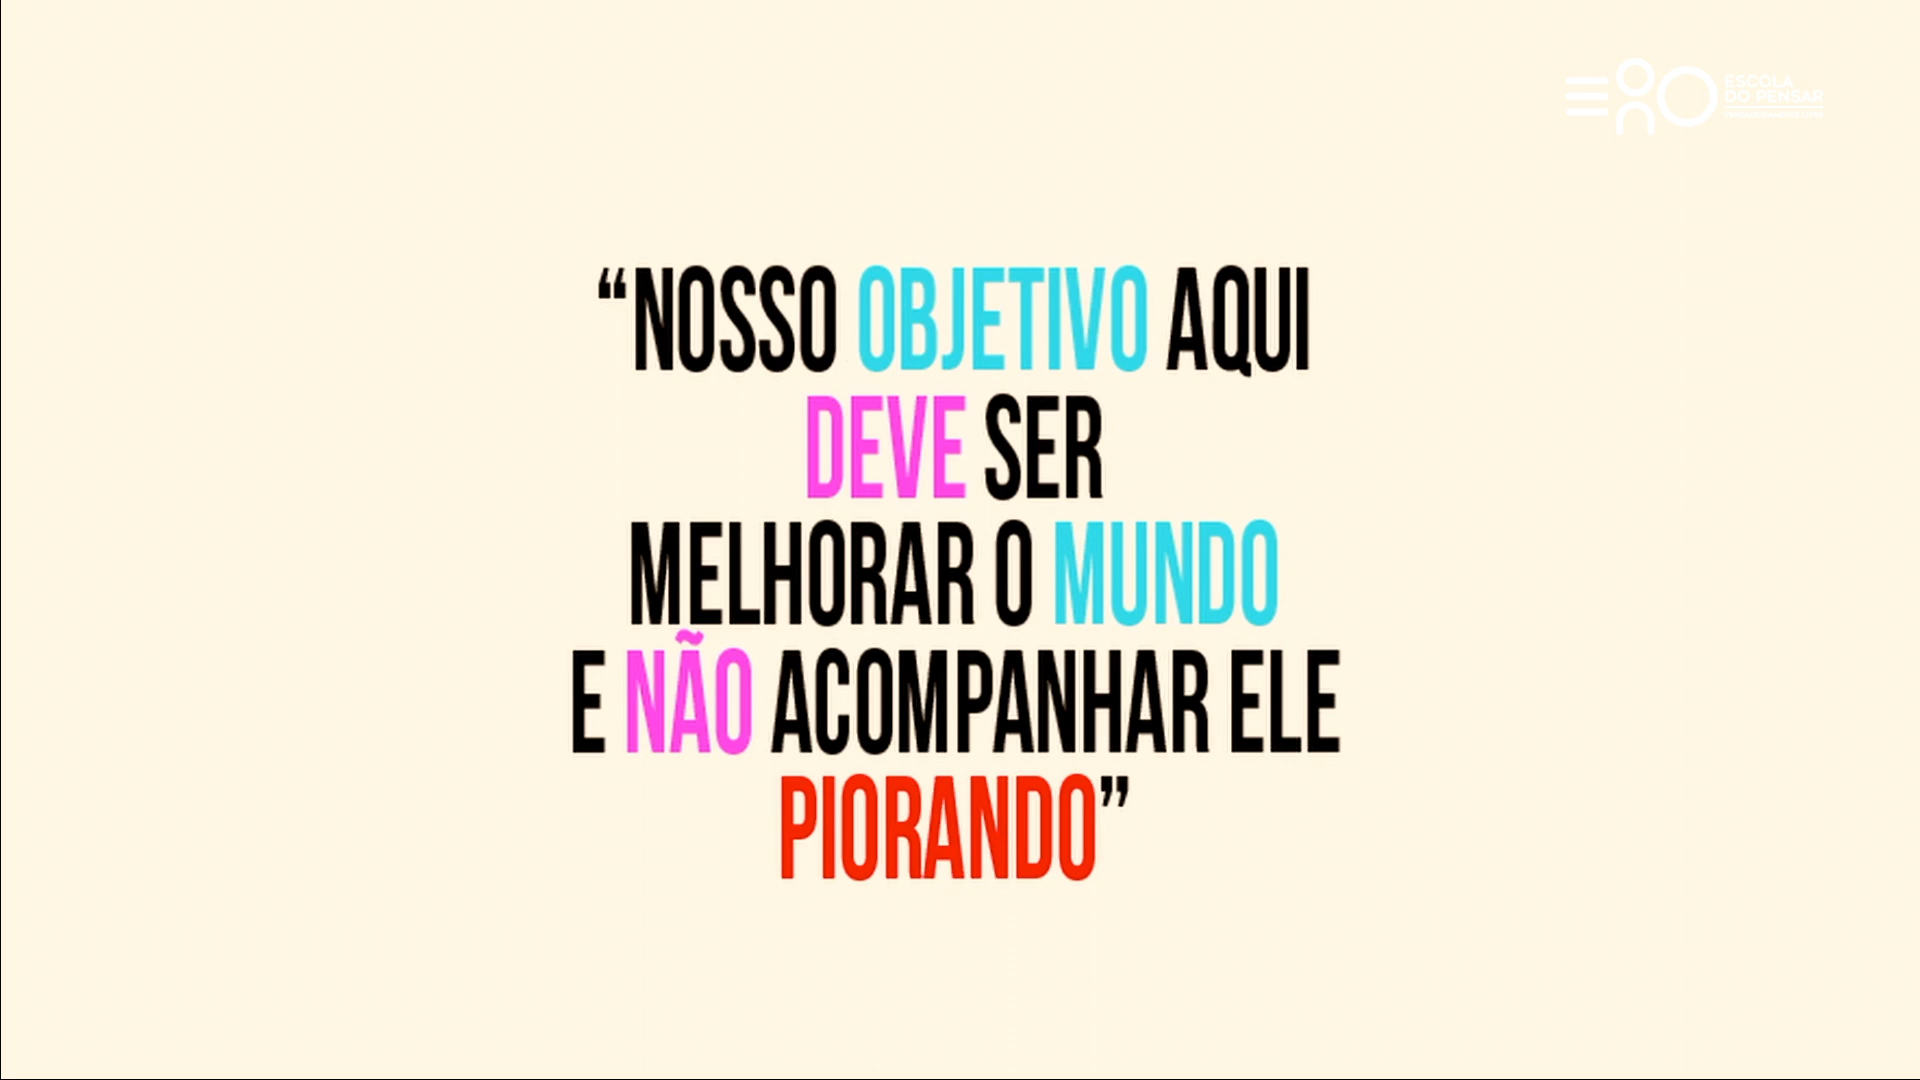 ESCOLA
DO PENSAR
“NOSSO OBJETIVO AQUI
DEVE SER
MELHORAR O MUNDO
E NÃO ACOMPANHAR ELE
PIORANDO”